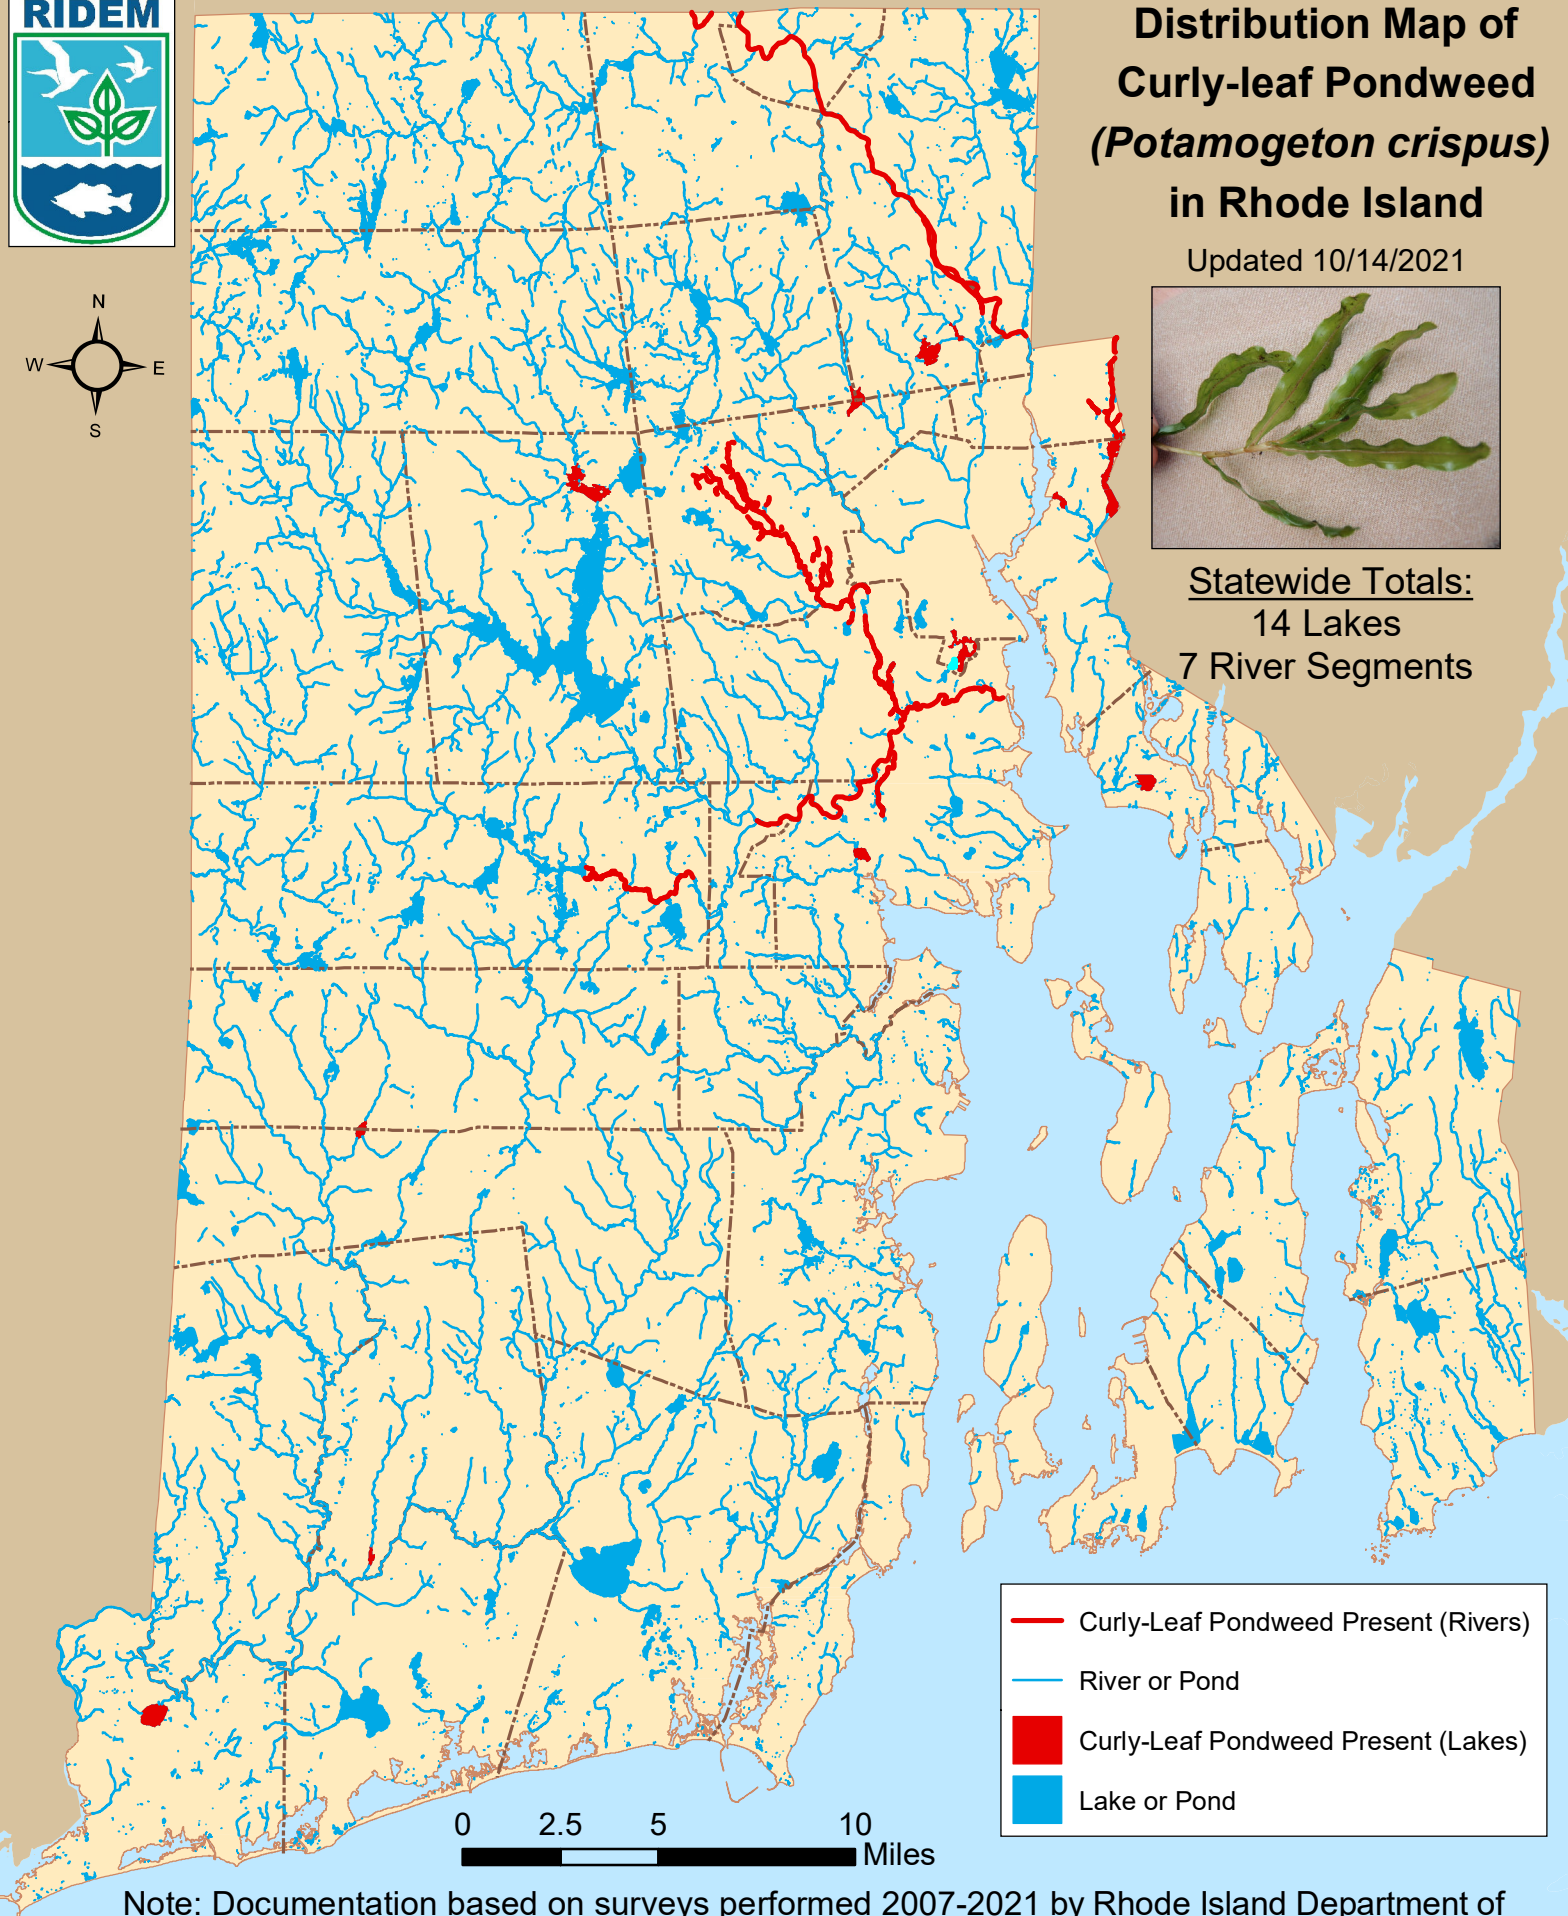 RIDEM
Distribution Map of
Curly-leaf Pondweed
(Potamogeton crispus)
in Rhode Island
Updated 10/14/2021
N
W E
S
Statewide Totals:
14 Lakes
7 River Segments
Curly-Leaf Pondweed Present (Rivers)
River or Pond
Curly-Leaf Pondweed Present (Lakes)
Lake or Pond
0 2.5 5 10
Miles
Note: Documentation based on surveys performed 2007-2021 by Rhode Island Department of